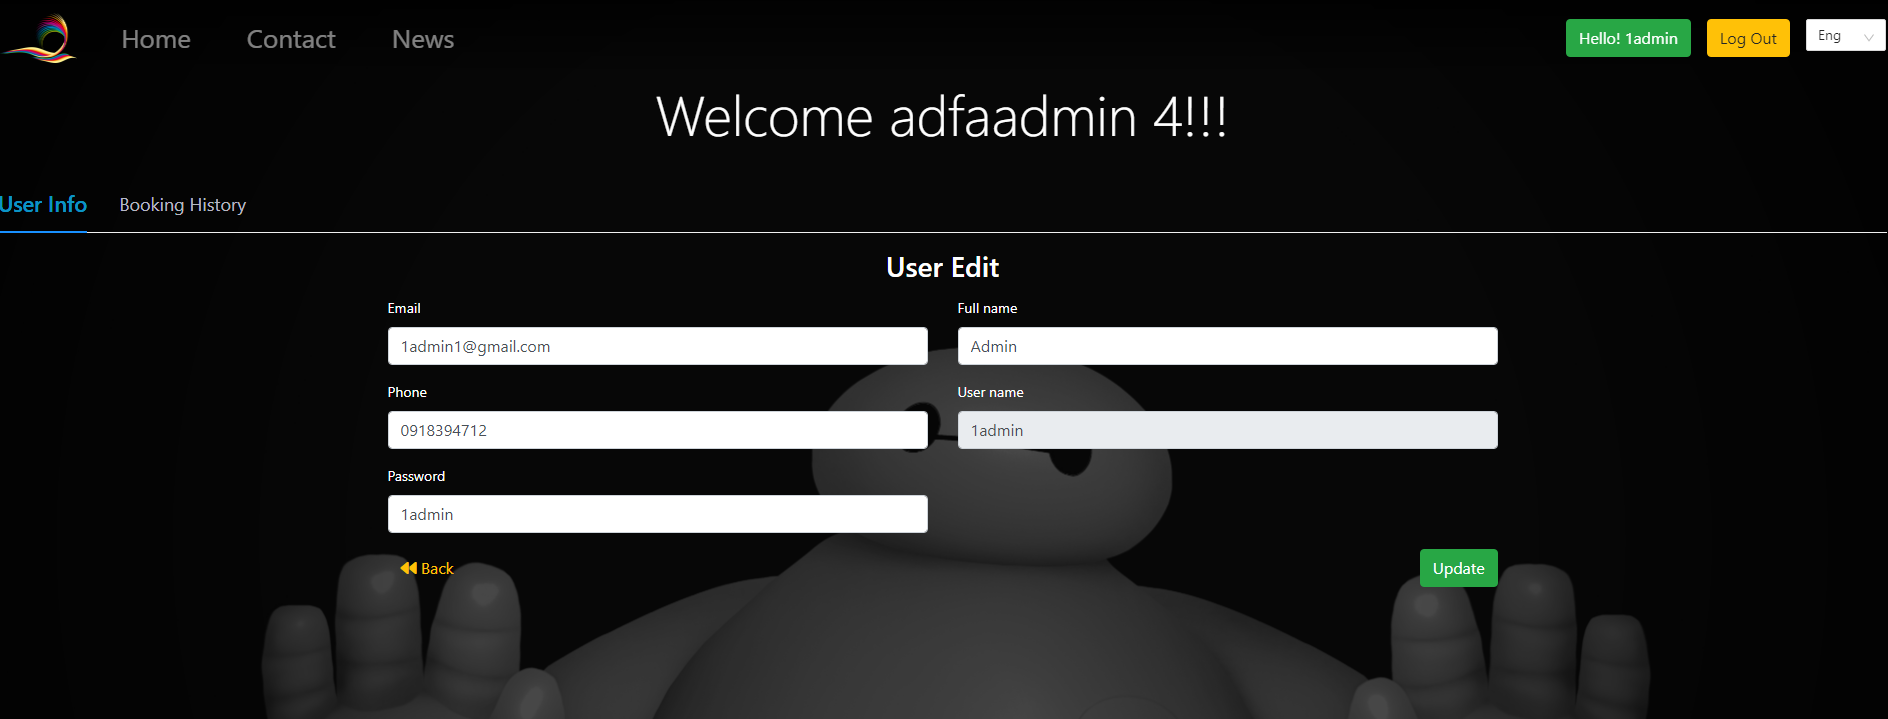 Home Contact News Hello! 1admin Log Out Eng
Welcome adfaadmin 4!!!
User Info Booking History
User Edit
Email Full name
1admin1@gmail.com Admin
Phone User name
0918394712 1admin
Password
1admin
Back Update